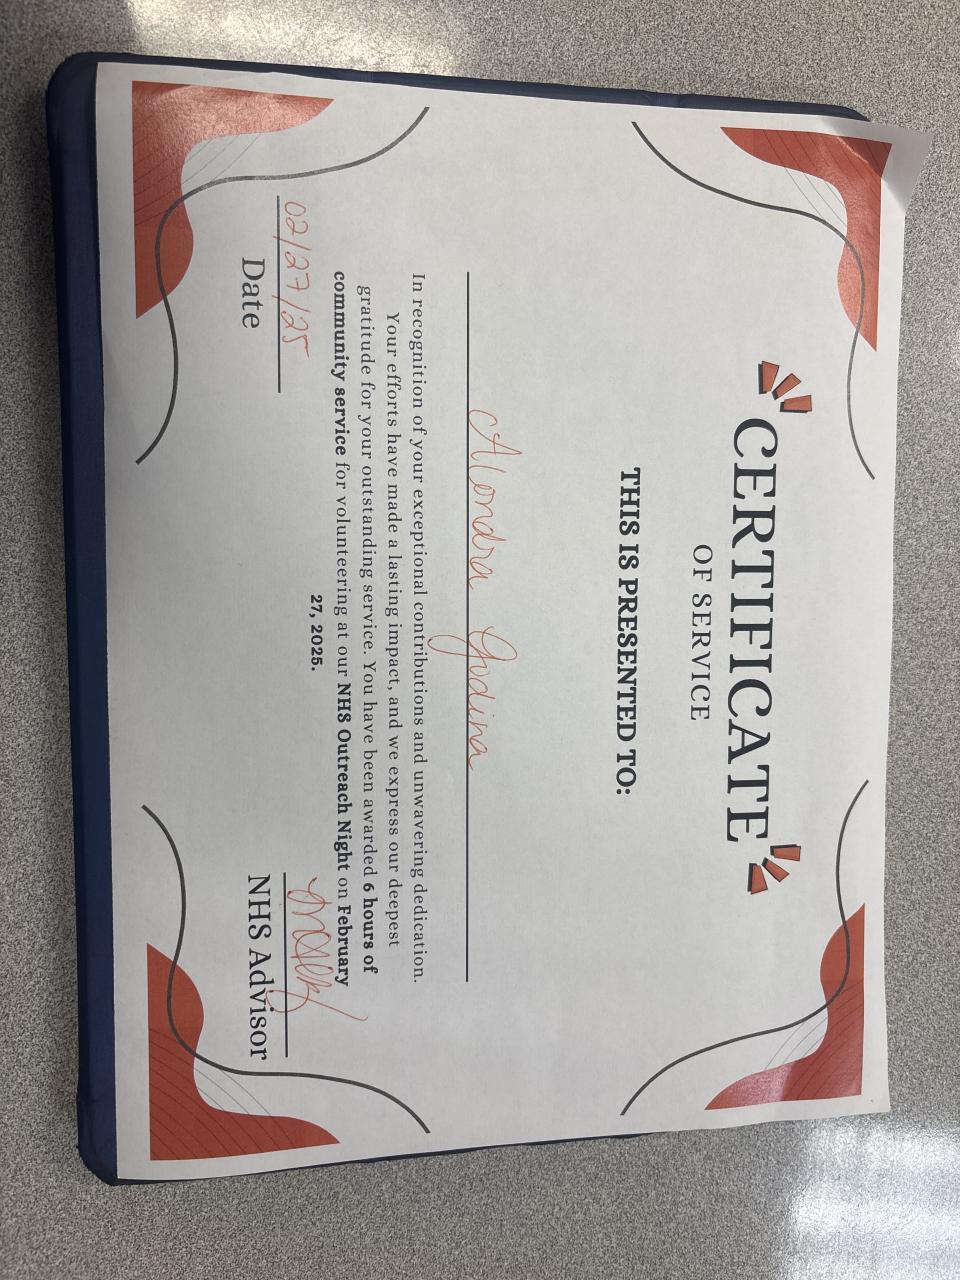 CERTIFICATE
OF SERVICE
THIS IS PRESENTED TO:
Alondra Godina
In recognition of your exceptional contributions and unwavering dedication.
Your efforts have made a lasting impact, and we express our deepest
gratitude for your outstanding service. You have been awarded 6 hours of
community service for volunteering at our NHS Outreach Night on February
27, 2025.
02/27/25
Date
NHS Advisor